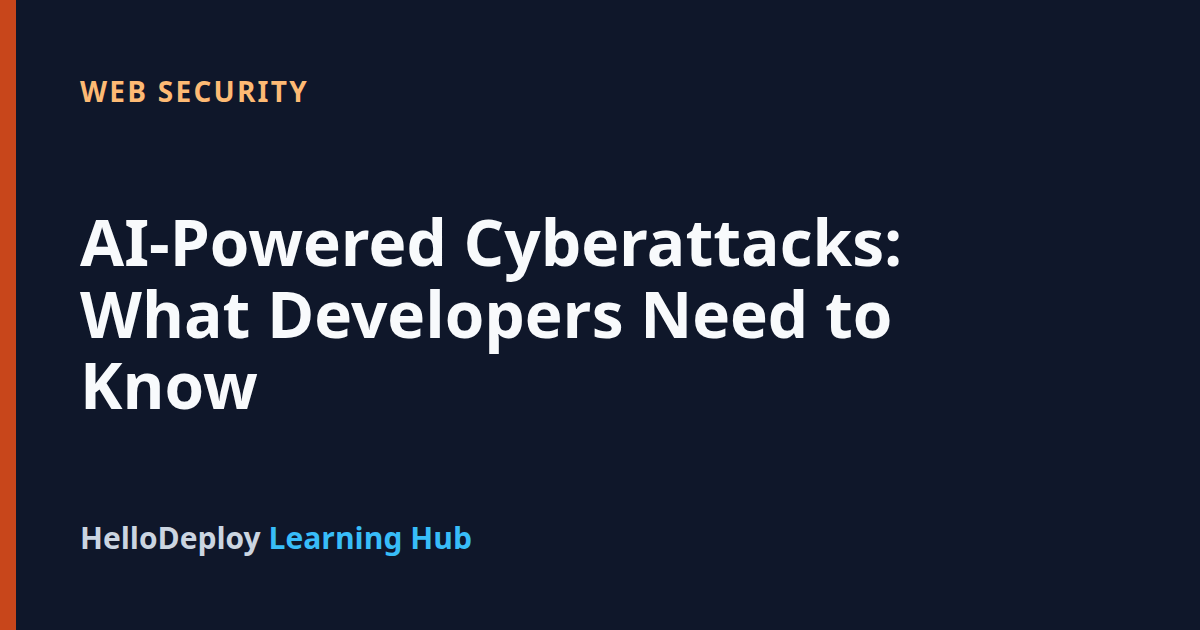 WEB SECURITY
AI-Powered Cyberattacks:
What Developers Need to
Know
HelloDeploy Learning Hub